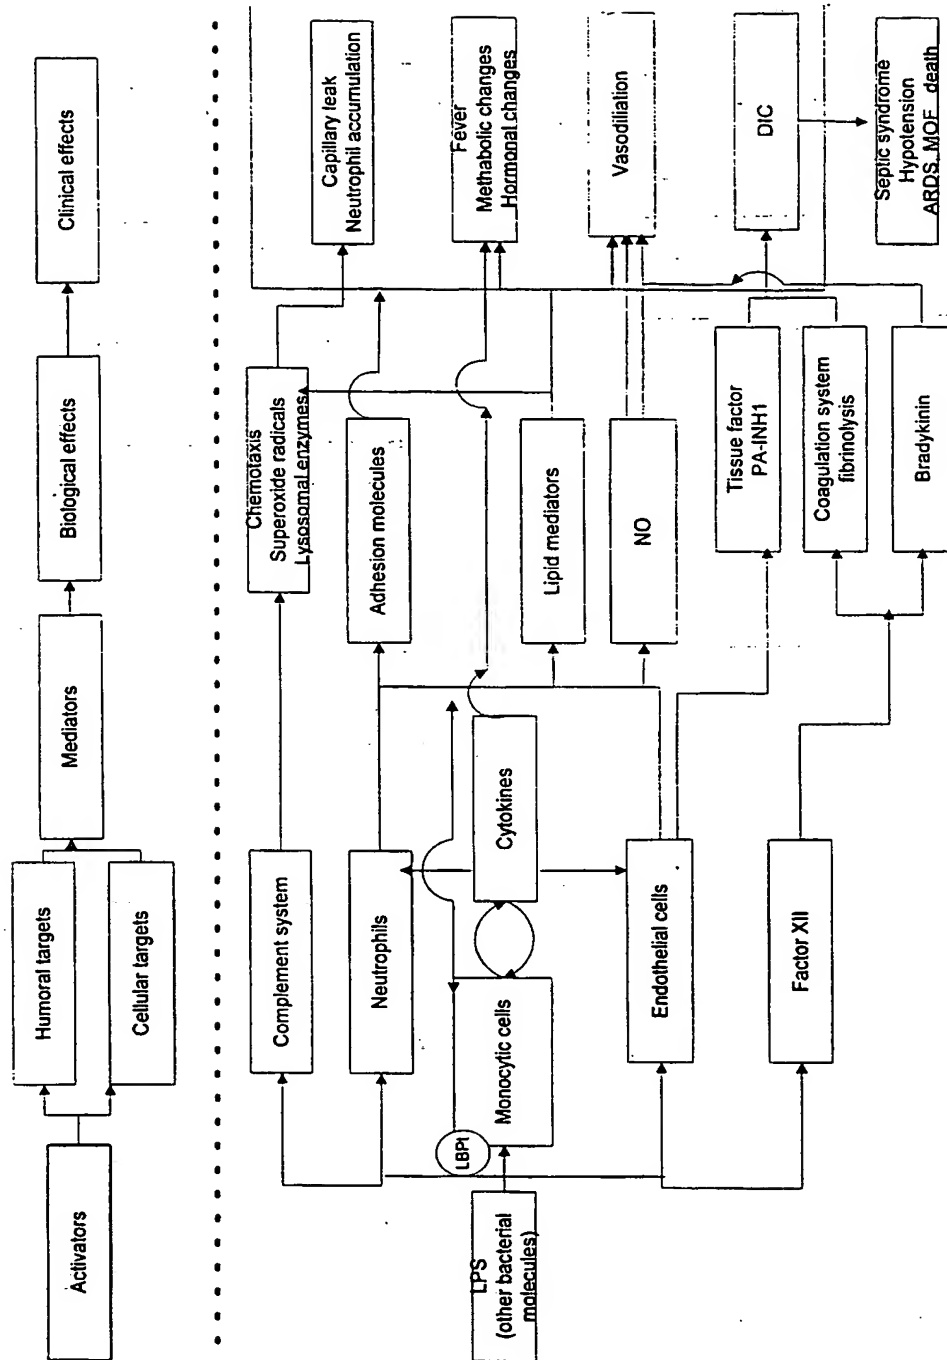 Activators
Humoral targets
Cellular targets
Mediators
Biological effects
Clinical effects
LPS
(other bacterial
molecules)
LBPt
Complement system
Neutrophils
Monocytic cells
Endothelial cells
Factor XII
Cytokines
Chemotaxis
Superoxide radicals
Lysosomal enzymes
Adhesion molecules
Lipid mediators
NO
Tissue factor
PA-INH1
Coagulation system
fibrinolysis
Bradykinin
Capillary leak
Neutrophil accumulation
Fever
Methabolic changes
Hormonal changes
Vasodiliation
DIC
Septic syndrome
Hypotension
ARDS, MOF, death